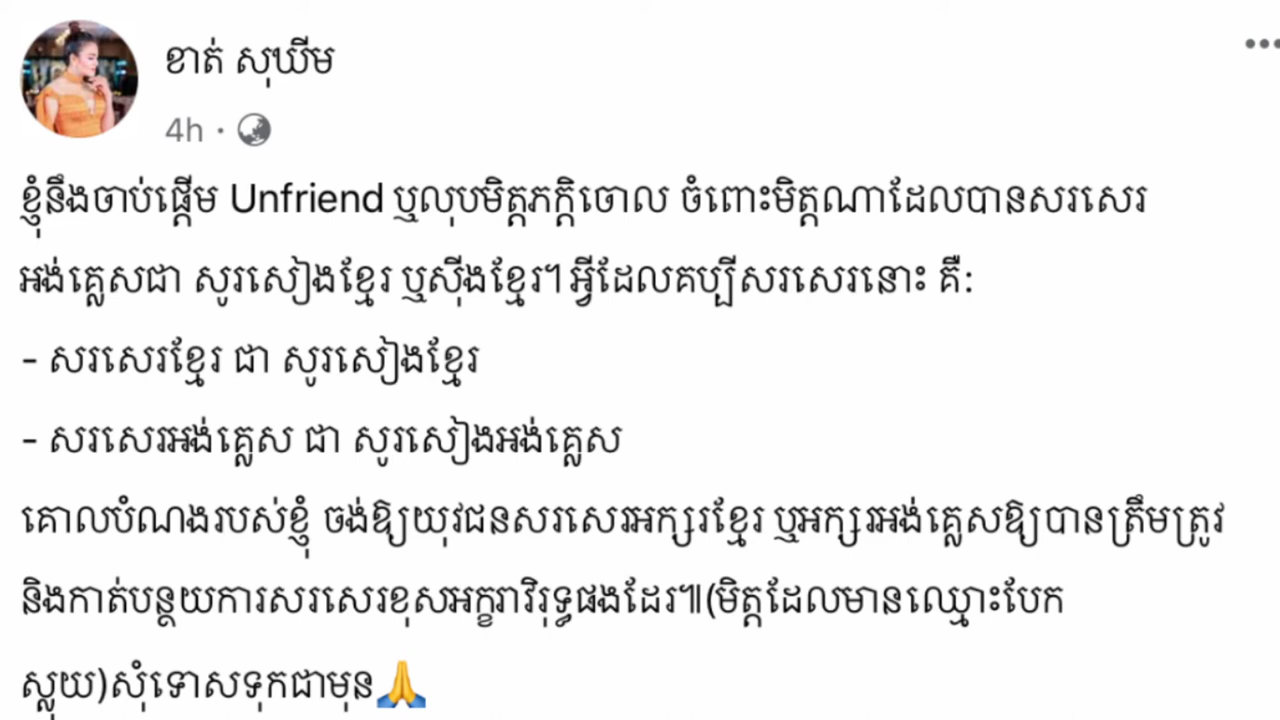 ខាត់ សុឃីម
4h ·
ខ្ញុំនឹងចាប់ផ្ដើម Unfriend ឬលុបមិត្តភក្ដិចោល ចំពោះមិត្តណាដែលបានសរសេរ
អង់គ្លេសជា សូរសៀងខ្មែរ ឬស៊ីងខ្មែរ។ អ្វីដែលគប្បីសរសេរនោះ គឺ:
- សរសេរខ្មែរ ជា សូរសៀងខ្មែរ
- សរសេរអង់គ្លេស ជា សូរសៀងអង់គ្លេស
គោលបំណងរបស់ខ្ញុំ ចង់ឱ្យយុវជនសរសេរអក្សរខ្មែរ ឬអក្សរអង់គ្លេសឱ្យបានត្រឹមត្រូវ
និងកាត់បន្ថយការសរសេរខុសអក្ខរាវិរុទ្ធផងដែរ៕(មិត្តដែលមានឈ្មោះបែក
ស្លុយ)សុំទោសទុកជាមុន🙏